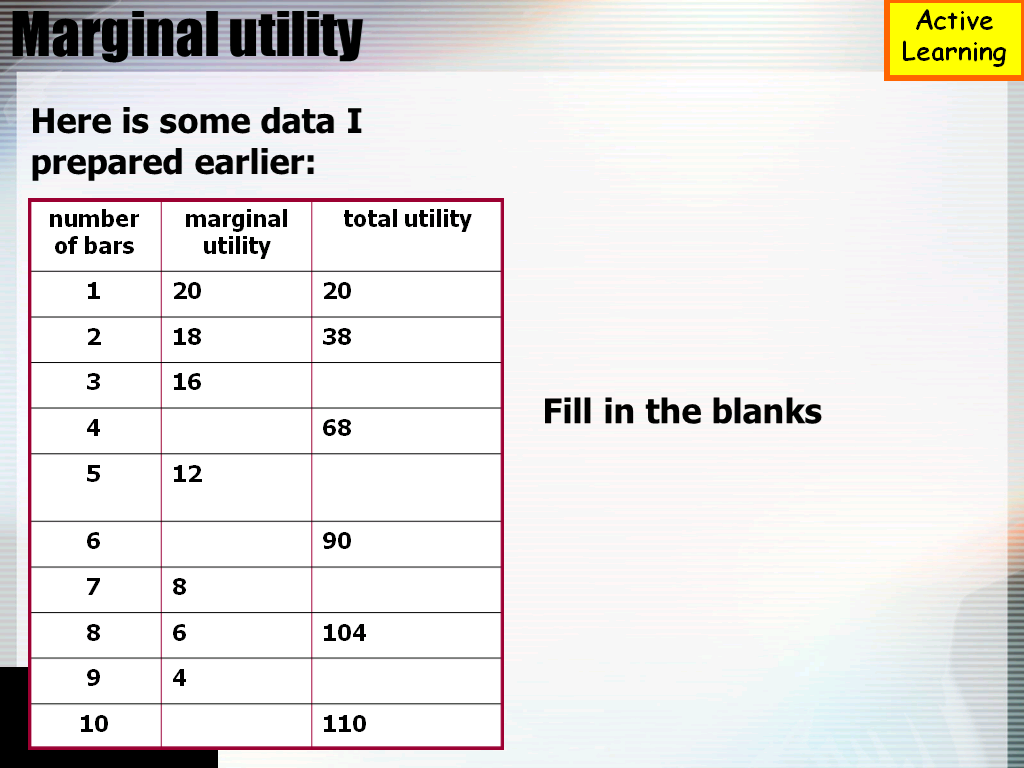 Marginal utility
Active
Learning
Here is some data I
prepared earlier:
number of bars marginal utility total utility
1 20 20
2 18 38
3 16
4 68
5 12
6 90
7 8
8 6 104
9 4
10 110
Fill in the blanks